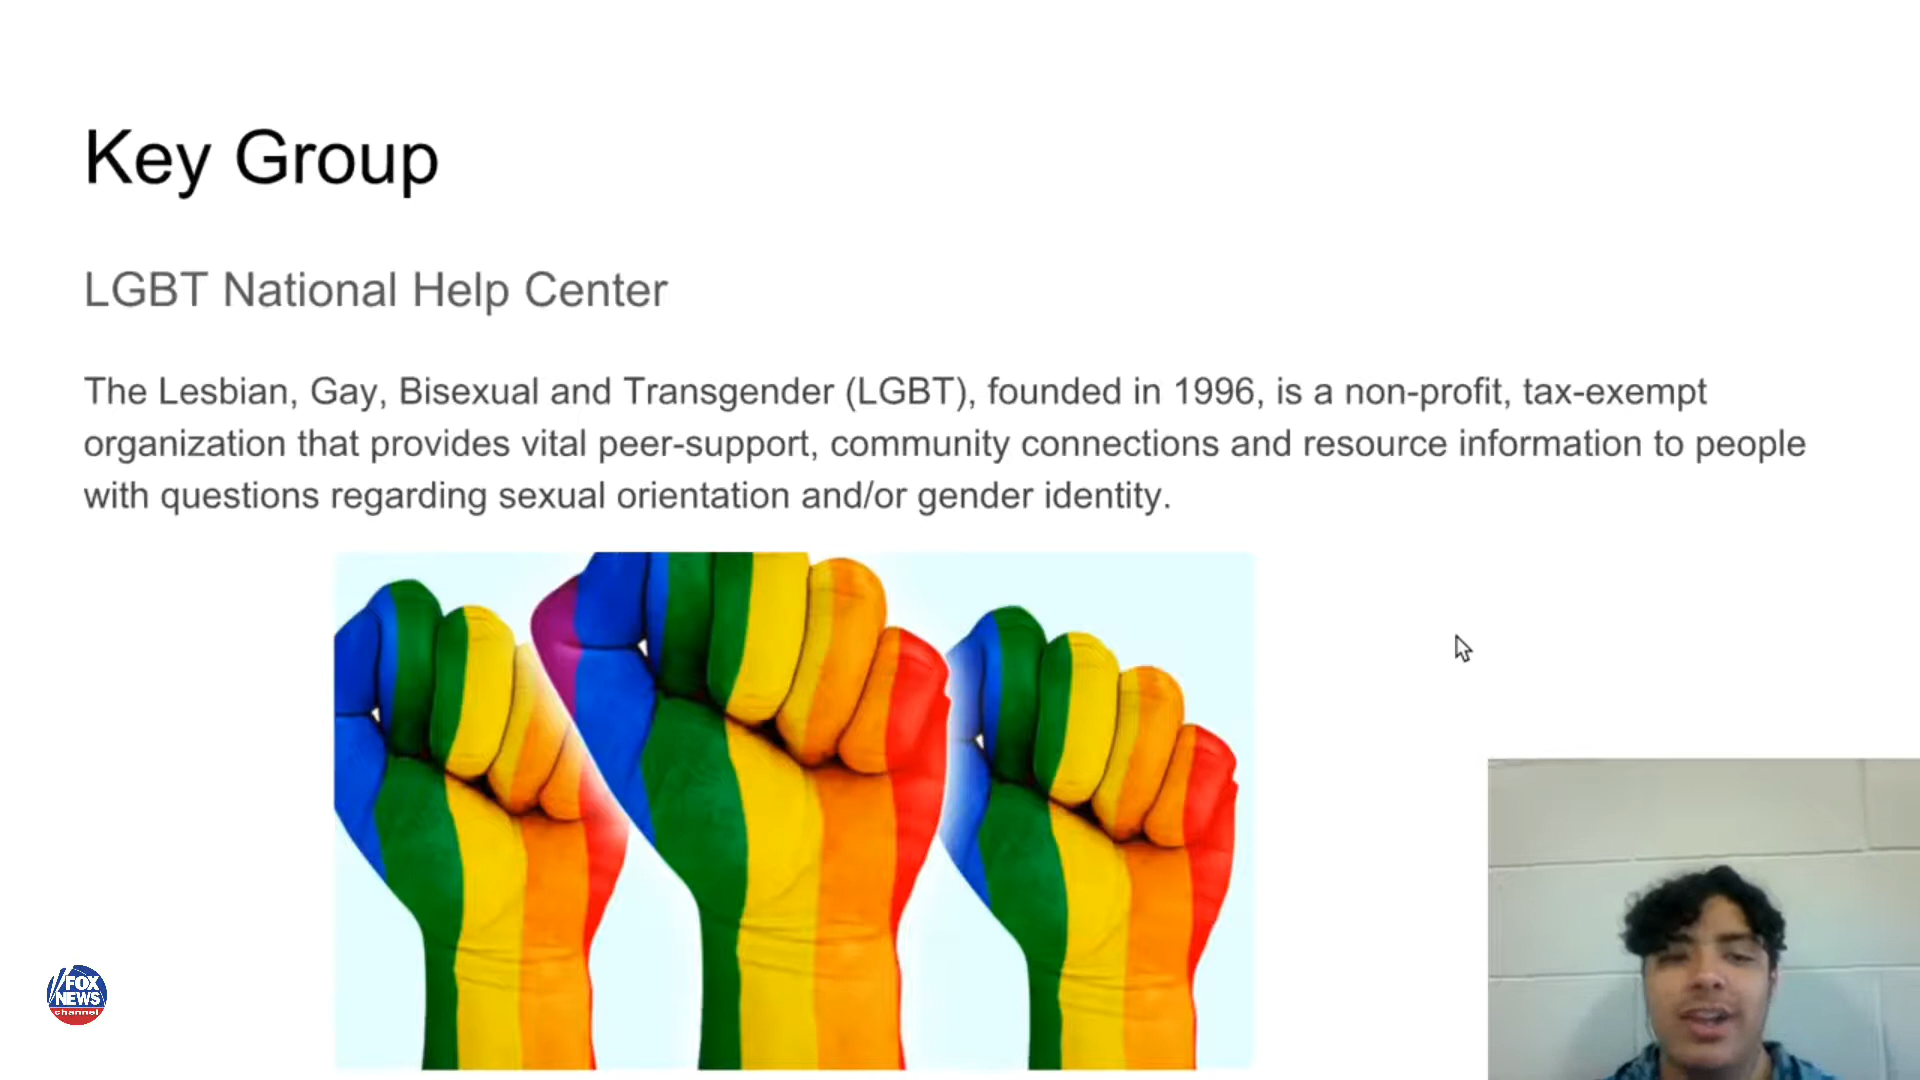 Key Group
LGBT National Help Center
The Lesbian, Gay, Bisexual and Transgender (LGBT), founded in 1996, is a non-profit, tax-exempt
organization that provides vital peer-support, community connections and resource information to people
with questions regarding sexual orientation and/or gender identity.
FOX
NEWS
channel